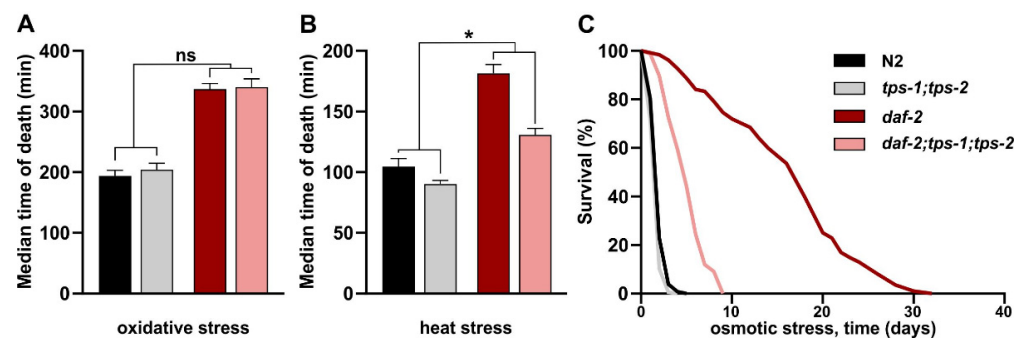 A
Median time of death (min)
400
300
200
100
0
ns
oxidative stress
B
Median time of death (min)
200
150
100
50
0
*
heat stress
C
Survival (%)
100
80
60
40
20
0
0 10 20 30 40
osmotic stress, time (days)
N2
tps-1;tps-2
daf-2
daf-2;tps-1;tps-2